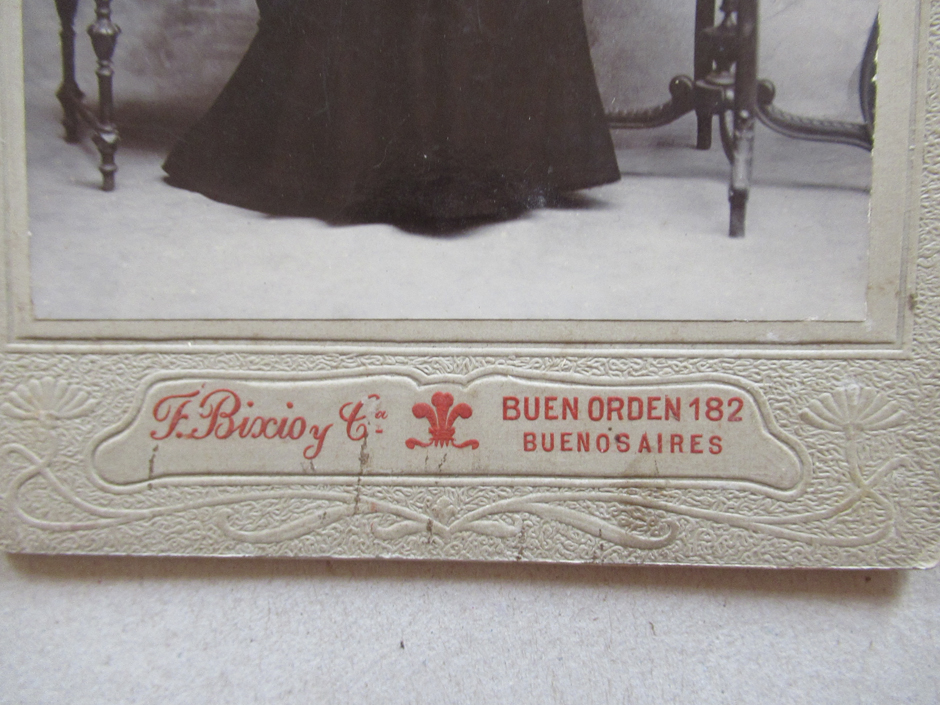 F. Bixio y Cª
BUEN ORDEN 182
BUENOS AIRES